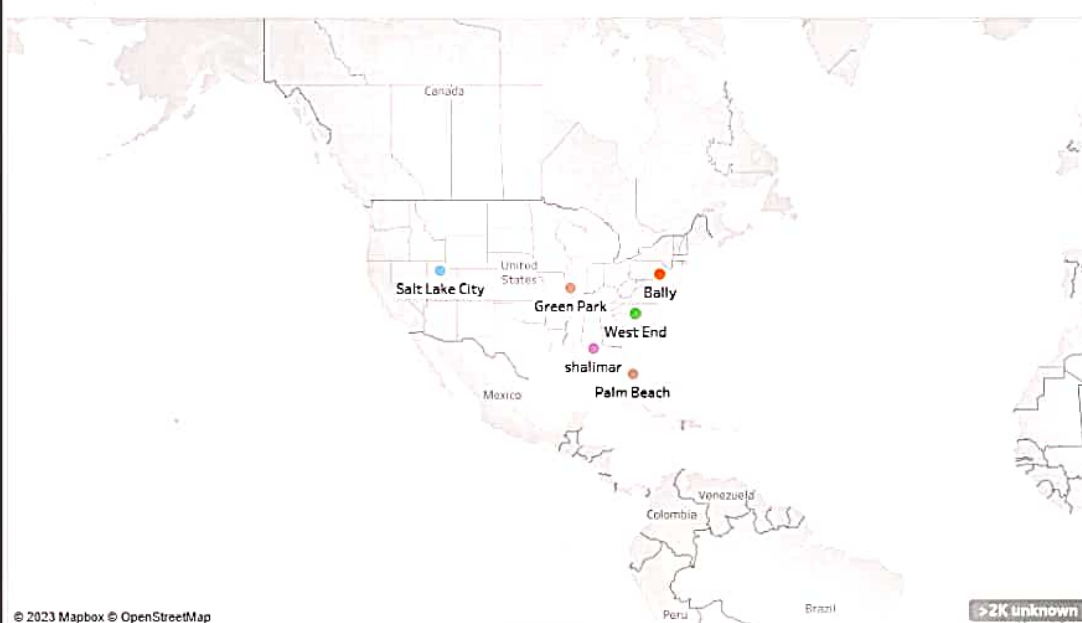 Canada
United
States
Salt Lake City
Green Park
Bally
West End
shalimar
Palm Beach
Mexico
Venezuela
Colombia
Peru
Brazil
© 2023 Mapbox © OpenStreetMap
>2K unknown